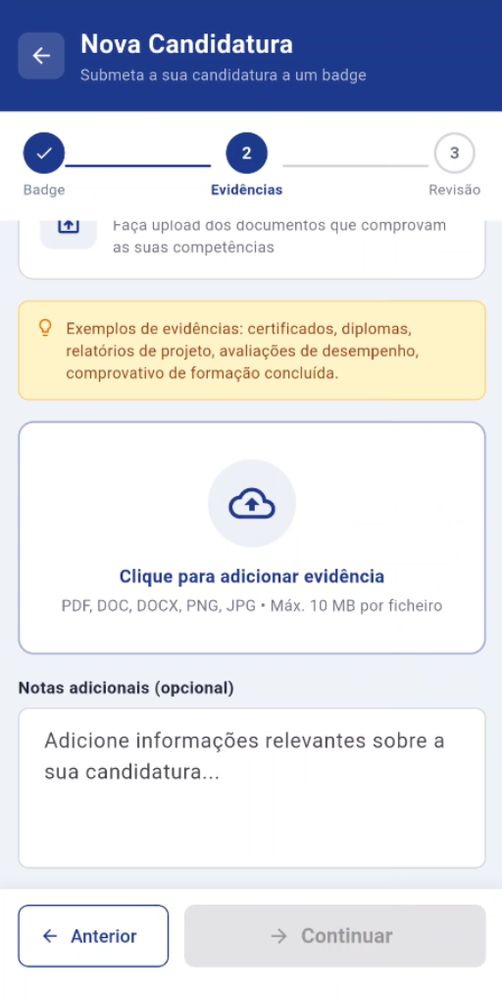 Nova Candidatura
Submeta a sua candidatura a um badge
2
3
Badge
Evidências
Revisão
Faça upload dos documentos que comprovam
as suas competências
Exemplos de evidências: certificados, diplomas,
relatórios de projeto, avaliações de desempenho,
comprovativo de formação concluída.
Clique para adicionar evidência
PDF, DOC, DOCX, PNG, JPG • Máx. 10 MB por ficheiro
Notas adicionais (opcional)
Adicione informações relevantes sobre a
sua candidatura...
Anterior
Continuar